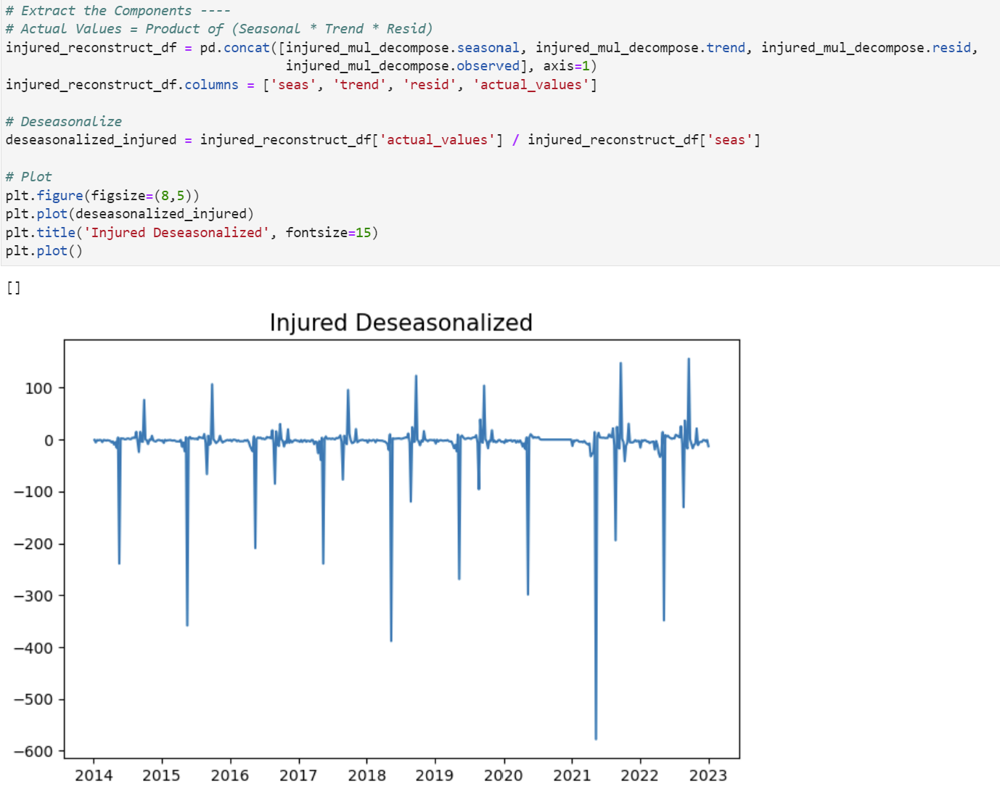 # Extract the Components ----
# Actual Values = Product of (Seasonal * Trend * Resid)
injured_reconstruct_df = pd.concat([injured_mul_decompose.seasonal, injured_mul_decompose.trend, injured_mul_decompose.resid,
injured_mul_decompose.observed], axis=1)
injured_reconstruct_df.columns = ['seas', 'trend', 'resid', 'actual_values']
# Deseasonalize
deseasonalized_injured = injured_reconstruct_df['actual_values'] / injured_reconstruct_df['seas']
# Plot
plt.figure(figsize=(8,5))
plt.plot(deseasonalized_injured)
plt.title('Injured Deseasonalized', fontsize=15)
plt.plot()
[]
Injured Deseasonalized
100
0
−100
−200
−300
−400
−500
−600
2014 2015 2016 2017 2018 2019 2020 2021 2022 2023